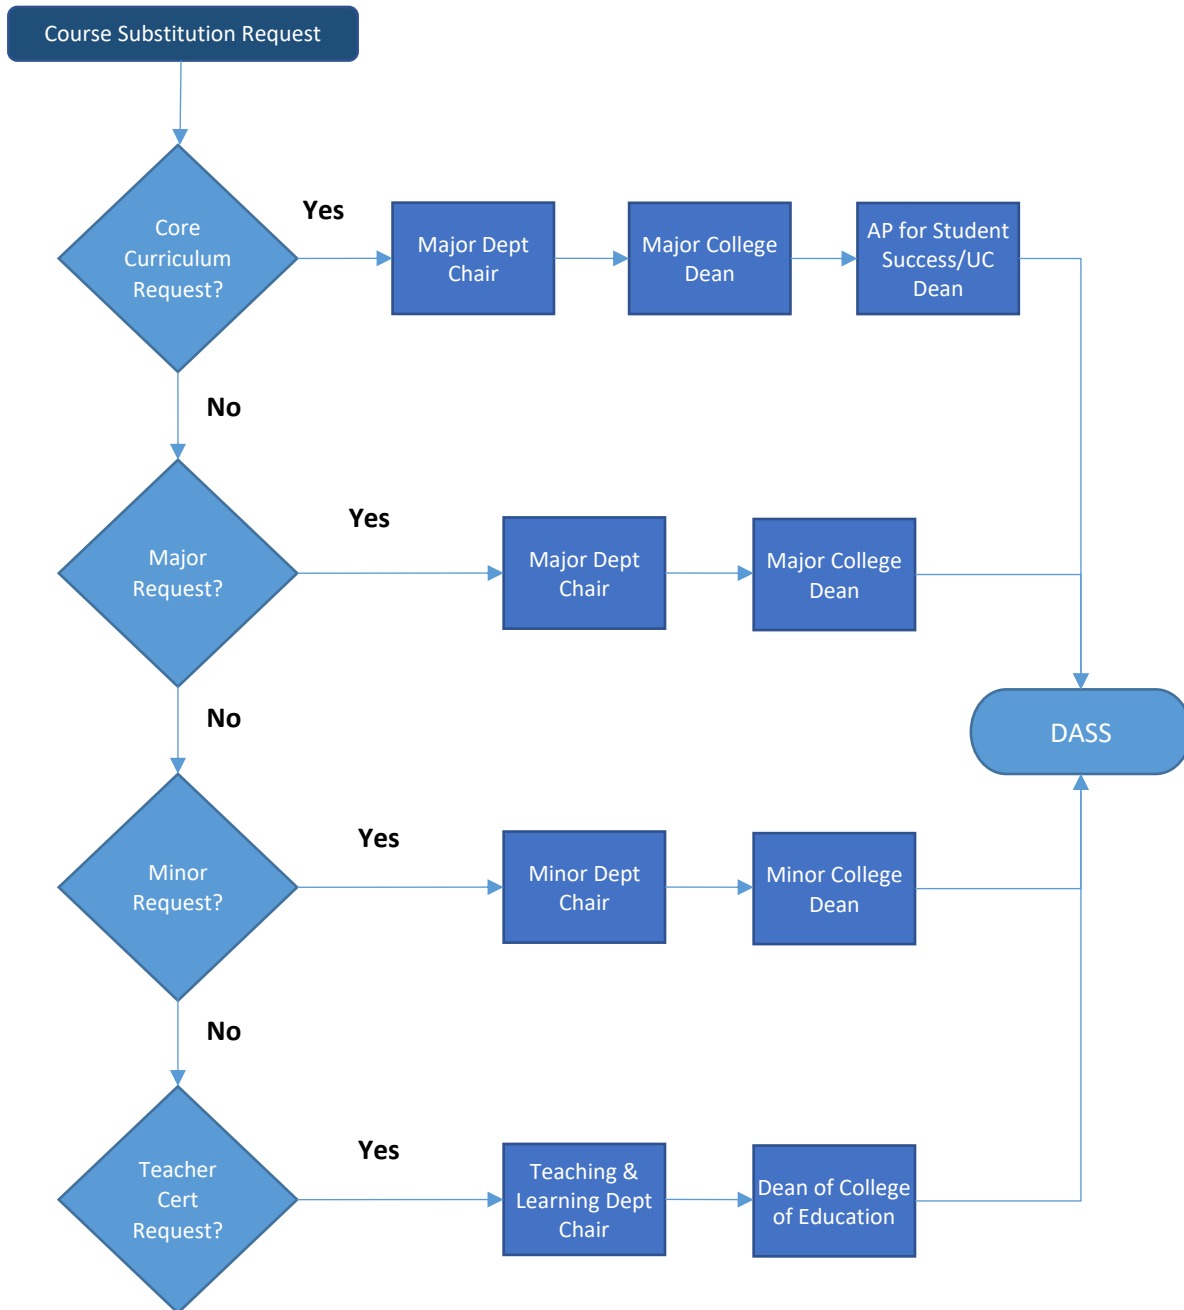 Course Substitution Request
Core
Curriculum
Request?
Yes
Major Dept
Chair
Major College
Dean
AP for Student
Success/UC
Dean
No
Major
Request?
Yes
Major Dept
Chair
Major College
Dean
No
DASS
Minor
Request?
Yes
Minor Dept
Chair
Minor College
Dean
No
Teacher
Cert
Request?
Yes
Teaching &
Learning Dept
Chair
Dean of College
of Education